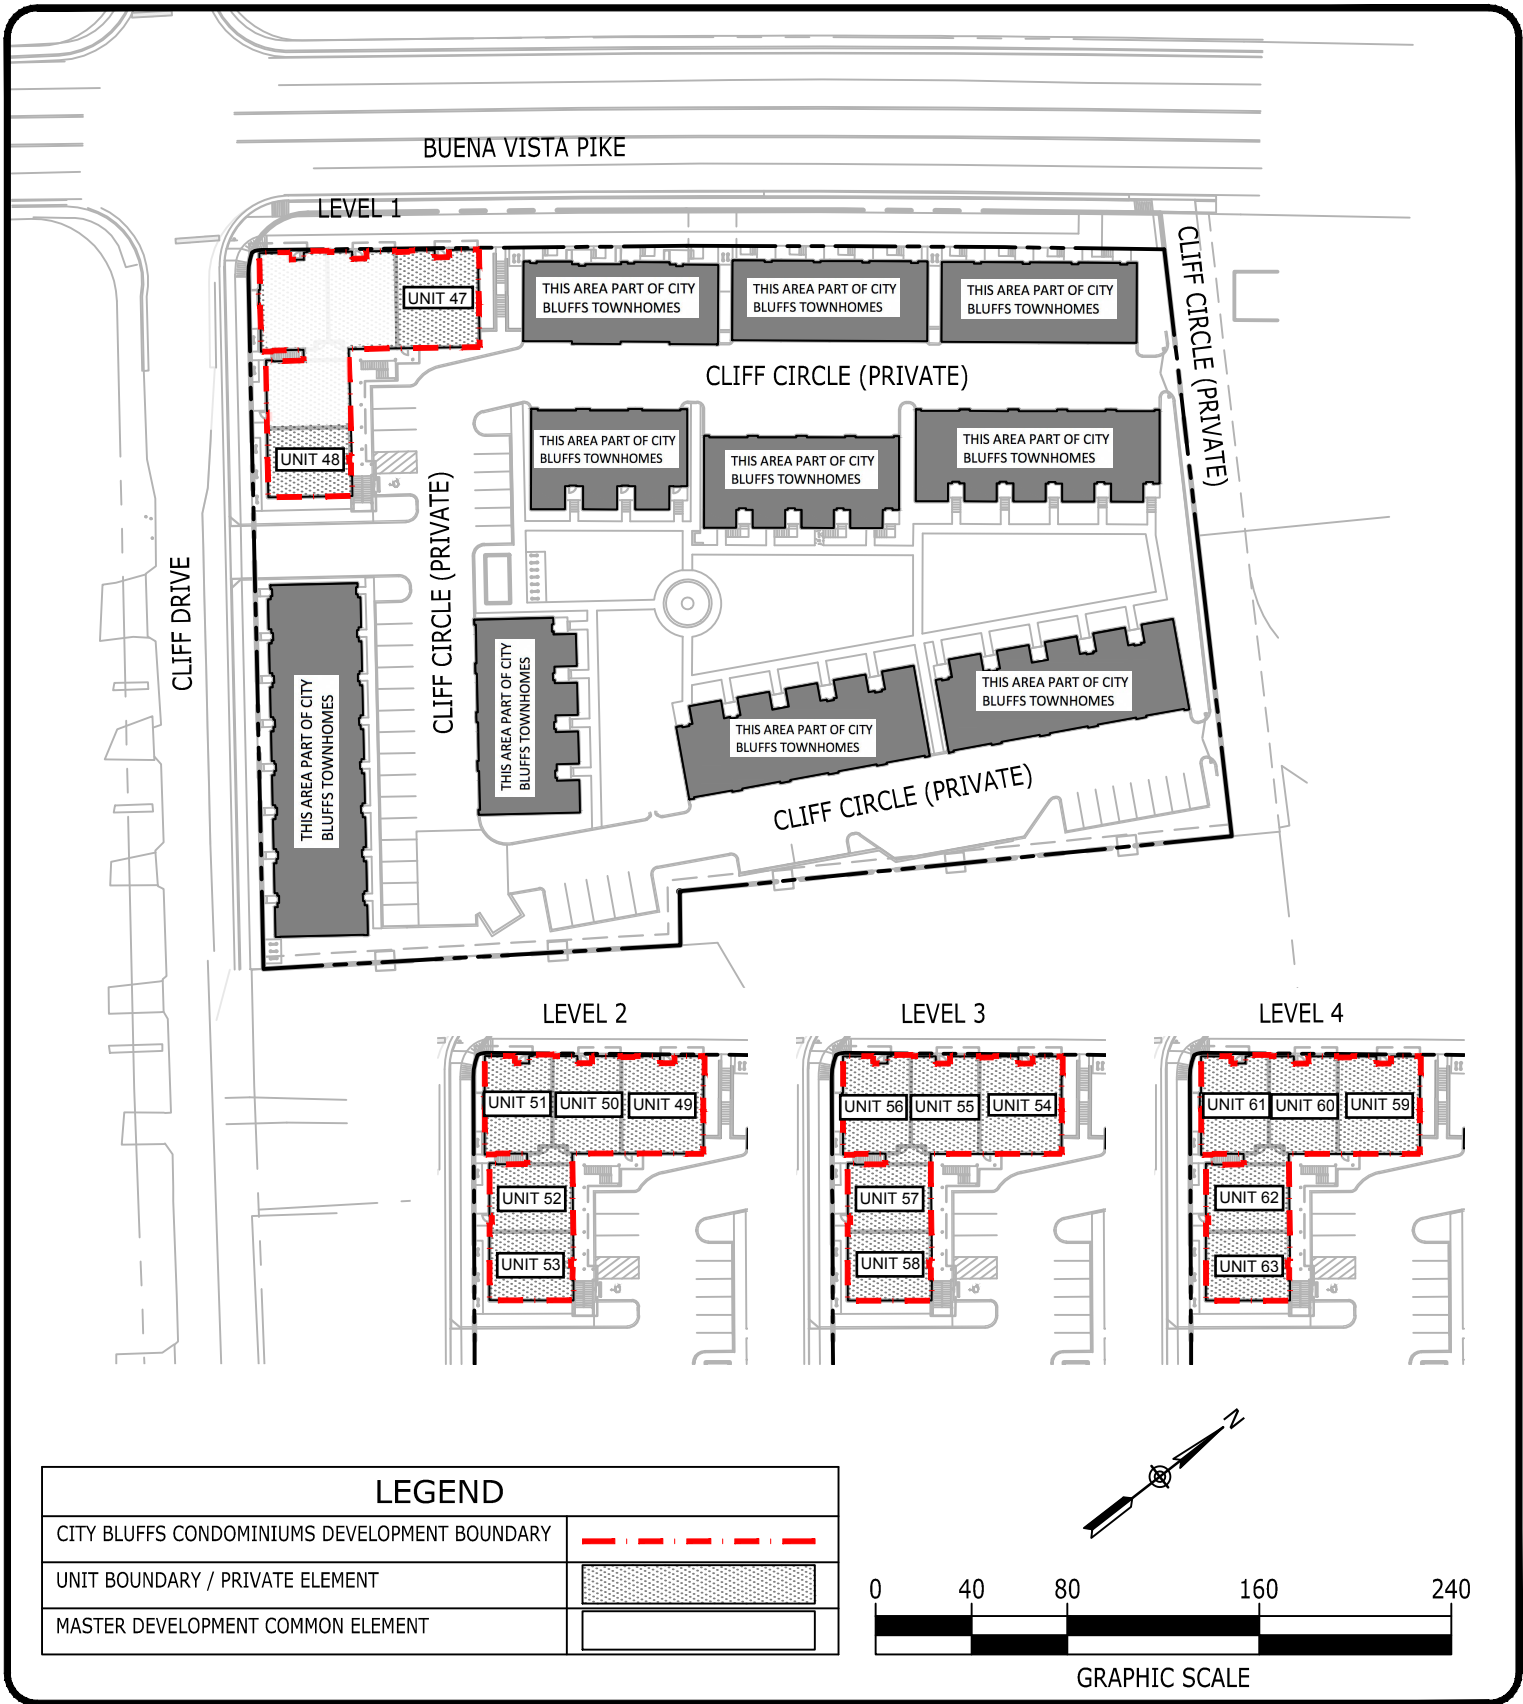 BUENA VISTA PIKE
LEVEL 1
UNIT 47
UNIT 48
THIS AREA PART OF CITY
BLUFFS TOWNHOMES
THIS AREA PART OF CITY
BLUFFS TOWNHOMES
THIS AREA PART OF CITY
BLUFFS TOWNHOMES
CLIFF CIRCLE (PRIVATE)
CLIFF CIRCLE (PRIVATE)
THIS AREA PART OF CITY
BLUFFS TOWNHOMES
THIS AREA PART OF CITY
BLUFFS TOWNHOMES
THIS AREA PART OF CITY
BLUFFS TOWNHOMES
CLIFF DRIVE
CLIFF CIRCLE (PRIVATE)
THIS AREA PART OF CITY
BLUFFS TOWNHOMES
THIS AREA PART OF CITY
BLUFFS TOWNHOMES
THIS AREA PART OF CITY
BLUFFS TOWNHOMES
THIS AREA PART OF CITY
BLUFFS TOWNHOMES
CLIFF CIRCLE (PRIVATE)
LEVEL 2
UNIT 51
UNIT 50
UNIT 49
UNIT 52
UNIT 53
LEVEL 3
UNIT 56
UNIT 55
UNIT 54
UNIT 57
UNIT 58
LEVEL 4
UNIT 61
UNIT 60
UNIT 59
UNIT 62
UNIT 63
N
LEGEND
CITY BLUFFS CONDOMINIUMS DEVELOPMENT BOUNDARY
UNIT BOUNDARY / PRIVATE ELEMENT
MASTER DEVELOPMENT COMMON ELEMENT
0 40 80 160 240
GRAPHIC SCALE